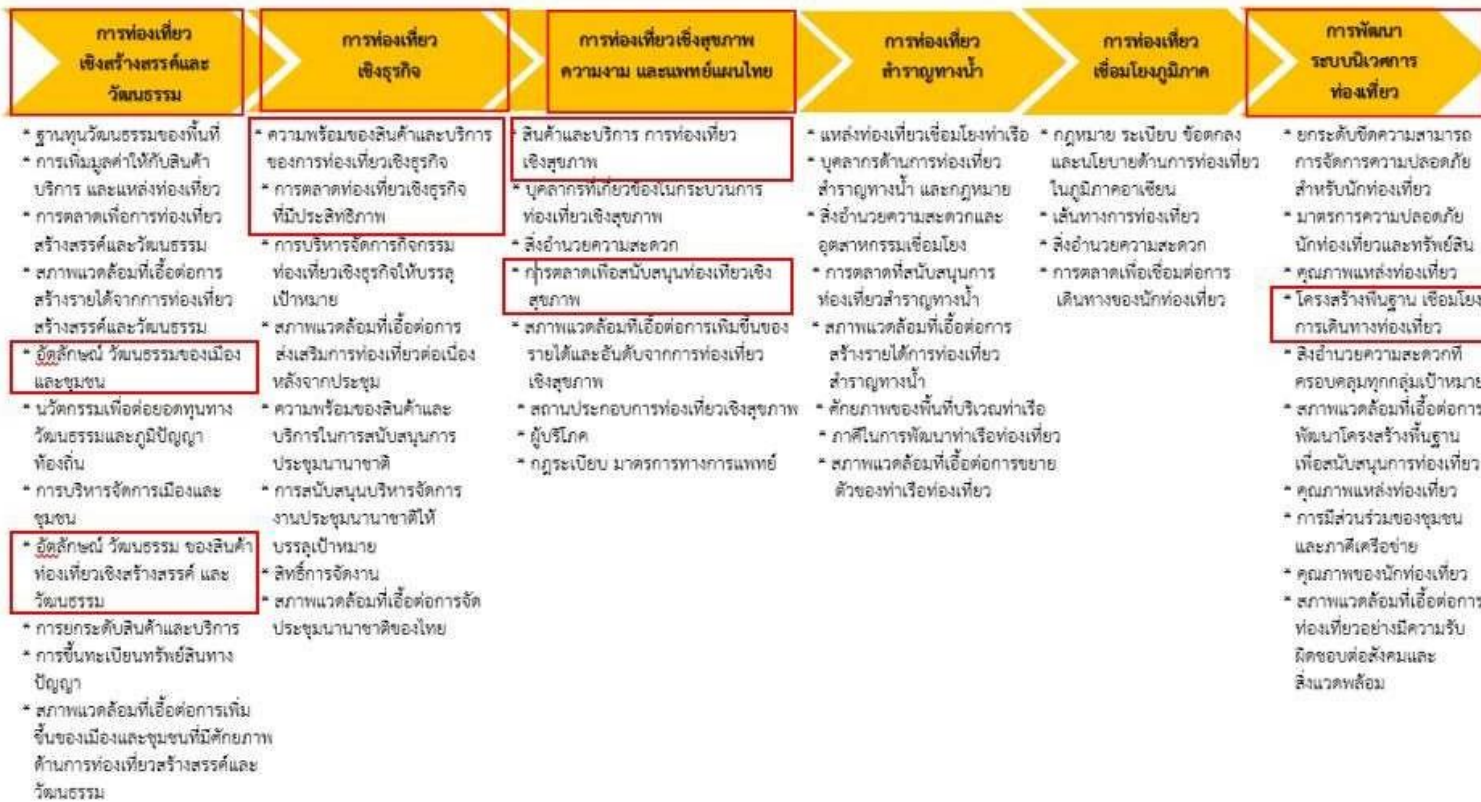 การท่องเที่ยว
เชิงสร้างสรรค์และ
วัฒนธรรม
* ฐานทุนวัฒนธรรมของพื้นที่
* การเพิ่มมูลค่าให้กับสินค้า
บริการ และแหล่งท่องเที่ยว
* การตลาดเพื่อการท่องเที่ยว
สร้างสรรค์และวัฒนธรรม
* สภาพแวดล้อมที่เอื้อต่อการ
สร้างรายได้จากการท่องเที่ยว
สร้างสรรค์และวัฒนธรรม
* อัตลักษณ์ วัฒนธรรมของเมือง
และชุมชน
* นวัตกรรมเพื่อต่อยอดทุนทาง
วัฒนธรรมและภูมิปัญญา
ท้องถิ่น
* การบริหารจัดการเมืองและ
ชุมชน
* อัตลักษณ์ วัฒนธรรม ของสินค้า
ท่องเที่ยวเชิงสร้างสรรค์ และ
วัฒนธรรม
* การยกระดับสินค้าและบริการ
* การขึ้นทะเบียนทรัพย์สินทาง
ปัญญา
* สภาพแวดล้อมที่เอื้อต่อการเพิ่ม
ขึ้นของเมืองและชุมชนที่มีศักยภาพ
ด้านการท่องเที่ยวสร้างสรรค์และ
วัฒนธรรม
การท่องเที่ยว
เชิงธุรกิจ
* ความพร้อมของสินค้าและบริการ
ของการท่องเที่ยวเชิงธุรกิจ
* การตลาดท่องเที่ยวเชิงธุรกิจ
ที่มีประสิทธิภาพ
* การบริหารจัดการกิจกรรม
ท่องเที่ยวเชิงธุรกิจให้บรรลุ
เป้าหมาย
* สภาพแวดล้อมที่เอื้อต่อการ
ส่งเสริมการท่องเที่ยวต่อเนื่อง
หลังจากประชุม
* ความพร้อมของสินค้าและ
บริการในการสนับสนุนการ
ประชุมนานาชาติ
* การสนับสนุนบริหารจัดการ
งานประชุมนานาชาติให้
บรรลุเป้าหมาย
* สิทธิ์การจัดงาน
* สภาพแวดล้อมที่เอื้อต่อการจัด
ประชุมนานาชาติของไทย
การท่องเที่ยวเชิงสุขภาพ
ความงาม และแพทย์แผนไทย
* สินค้าและบริการ การท่องเที่ยว
เชิงสุขภาพ
* บุคลากรที่เกี่ยวข้องในกระบวนการ
ท่องเที่ยวเชิงสุขภาพ
* สิ่งอำนวยความสะดวก
* การตลาดเพื่อสนับสนุนท่องเที่ยวเชิง
สุขภาพ
* สภาพแวดล้อมที่เอื้อต่อการเพิ่มขึ้นของ
รายได้และอันดับจากการท่องเที่ยว
เชิงสุขภาพ
* สถานประกอบการท่องเที่ยวเชิงสุขภาพ
* ผู้บริโภค
* กฎระเบียบ มาตรการทางการแพทย์
การท่องเที่ยว
สำราญทางน้ำ
* แหล่งท่องเที่ยวเชื่อมโยงท่าเรือ
* บุคลากรด้านการท่องเที่ยว
สำราญทางน้ำ และกฎหมาย
* สิ่งอำนวยความสะดวกและ
อุตสาหกรรมเชื่อมโยง
* การตลาดที่สนับสนุนการ
ท่องเที่ยวสำราญทางน้ำ
* สภาพแวดล้อมที่เอื้อต่อการ
สร้างรายได้การท่องเที่ยว
สำราญทางน้ำ
* ศักยภาพของพื้นที่บริเวณท่าเรือ
* ภาคีในการพัฒนาท่าเรือท่องเที่ยว
* สภาพแวดล้อมที่เอื้อต่อการขยาย
ตัวของท่าเรือท่องเที่ยว
การท่องเที่ยว
เชื่อมโยงภูมิภาค
* กฎหมาย ระเบียบ ข้อตกลง
และนโยบายด้านการท่องเที่ยว
ในภูมิภาคอาเซียน
* เส้นทางการท่องเที่ยว
* สิ่งอำนวยความสะดวก
* การตลาดเพื่อเชื่อมต่อการ
เดินทางของนักท่องเที่ยว
การพัฒนา
ระบบนิเวศการ
ท่องเที่ยว
* ยกระดับขีดความสามารถ
การจัดการความปลอดภัย
สำหรับนักท่องเที่ยว
* มาตรการความปลอดภัย
นักท่องเที่ยวและทรัพย์สิน
* คุณภาพแหล่งท่องเที่ยว
* โครงสร้างพื้นฐาน เชื่อมโยง
การเดินทางท่องเที่ยว
* สิ่งอำนวยความสะดวกที่
ครอบคลุมทุกกลุ่มเป้าหมาย
* สภาพแวดล้อมที่เอื้อต่อการ
พัฒนาโครงสร้างพื้นฐาน
เพื่อสนับสนุนการท่องเที่ยว
* คุณภาพแหล่งท่องเที่ยว
* การมีส่วนร่วมของชุมชน
และภาคีเครือข่าย
* คุณภาพของนักท่องเที่ยว
* สภาพแวดล้อมที่เอื้อต่อการ
ท่องเที่ยวอย่างมีความรับ
ผิดชอบต่อสังคมและ
สิ่งแวดพล้อม